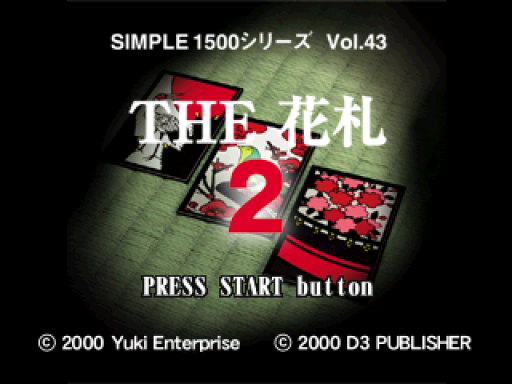 SIMPLE 1500シリーズ Vol.43
THE 花札
2
PRESS START button
© 2000 Yuki Enterprise © 2000 D3 PUBLISHER